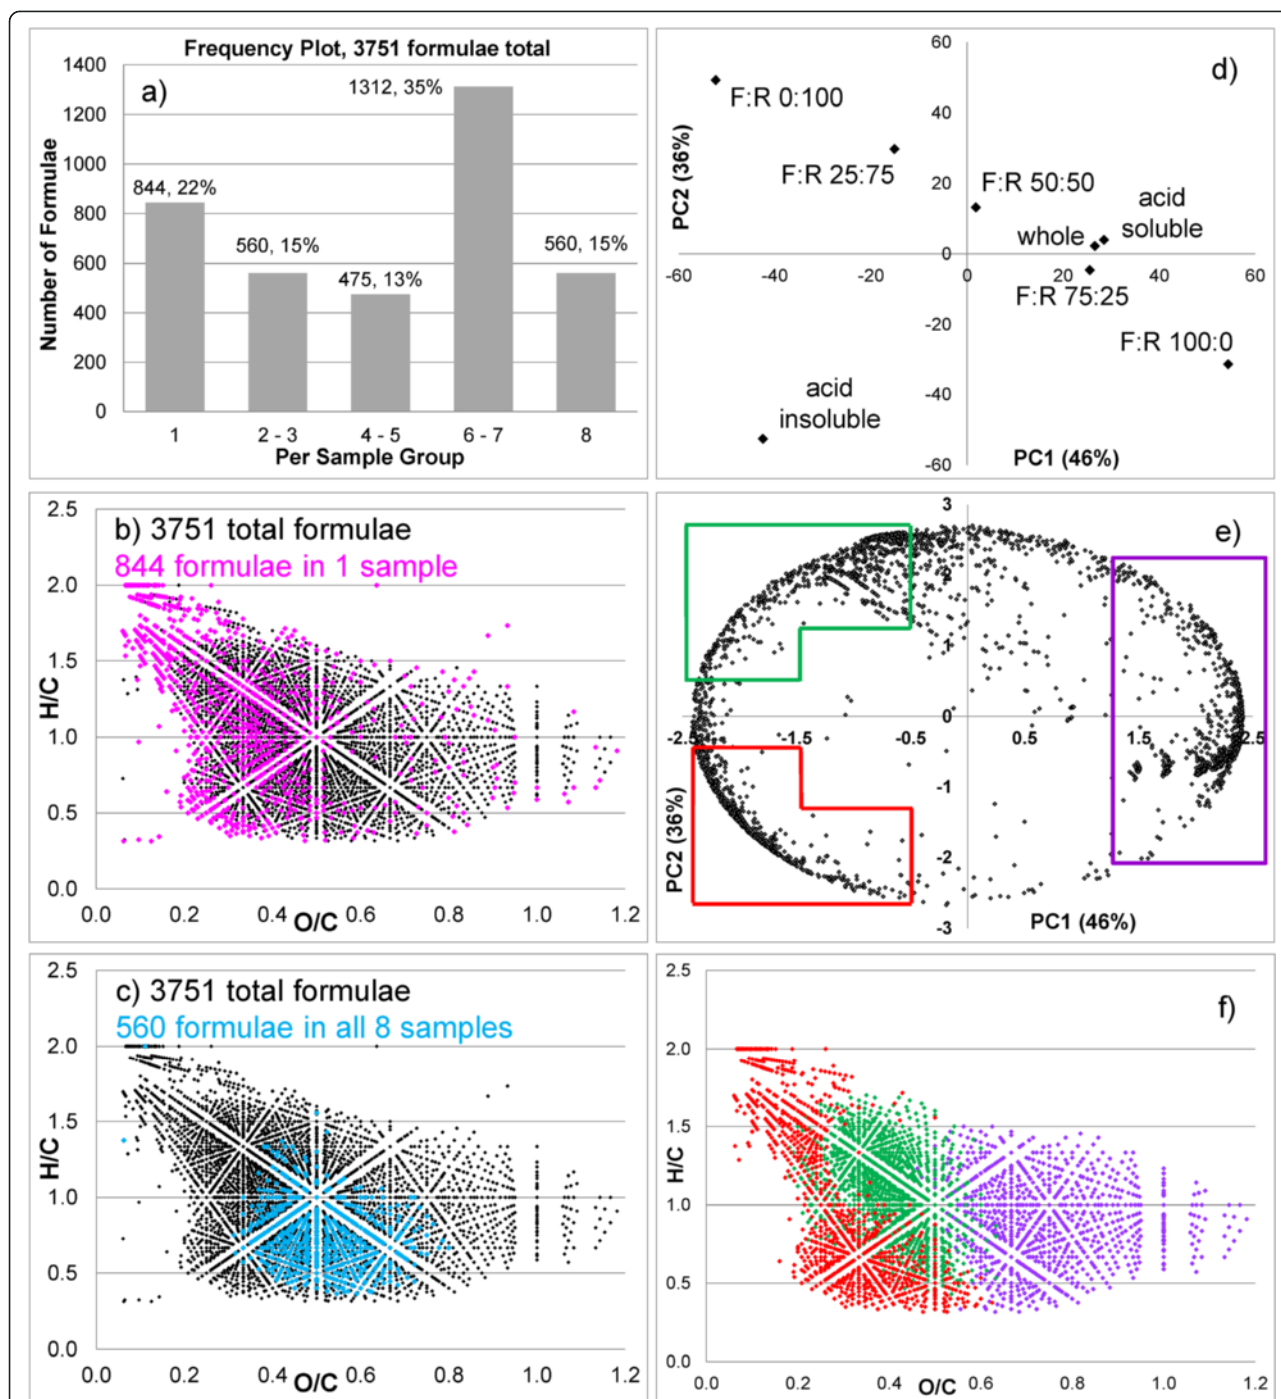 Frequency Plot, 3751 formulae total
a)
Number of Formulae
1400
1200
1000
800
600
400
200
0
844, 22%
560, 15%
475, 13%
1312, 35%
560, 15%
1
2 - 3
4 - 5
6 - 7
8
Per Sample Group
d)
PC2 (36%)
60
40
20
0
-20
-40
-60
-60
-40
-20
0
20
40
60
F:R 0:100
F:R 25:75
F:R 50:50
acid
soluble
whole
F:R 75:25
F:R 100:0
acid
insoluble
PC1 (46%)
b) 3751 total formulae
844 formulae in 1 sample
H/C
2.5
2.0
1.5
1.0
0.5
0.0
0.0
0.2
0.4
0.6
0.8
1.0
1.2
O/C
e)
3
2
1
0
-1
-2
-3
-2.5
-1.5
-0.5
0.5
1.5
2.5
PC2 (36%)
PC1 (46%)
c) 3751 total formulae
560 formulae in all 8 samples
H/C
2.5
2.0
1.5
1.0
0.5
0.0
0.0
0.2
0.4
0.6
0.8
1.0
1.2
O/C
f)
H/C
2.5
2.0
1.5
1.0
0.5
0.0
0.0
0.2
0.4
0.6
0.8
1.0
1.2
O/C